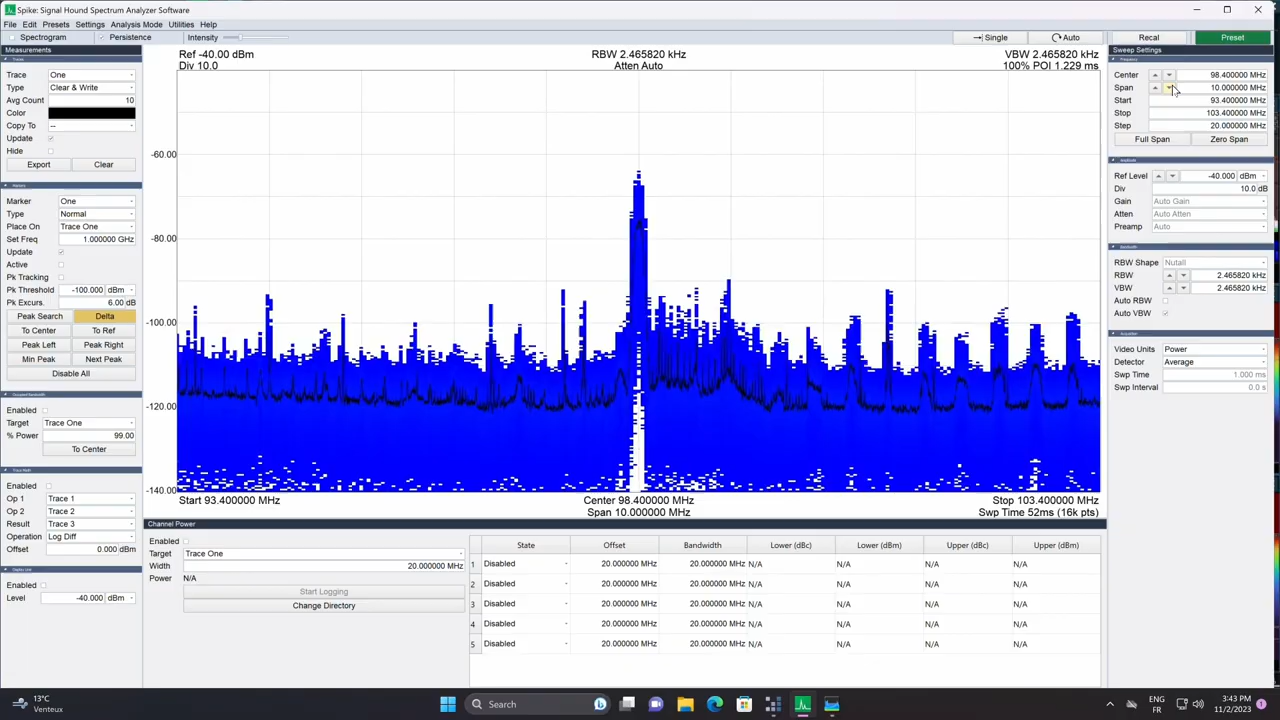 Spike: Signal Hound Spectrum Analyzer Software
File Edit Presets Settings Analysis Mode Utilities Help
Spectrogram Persistence Intensity Single Auto Recal Preset
Measurements
Trace
Trace One
Type Clear & Write
Avg Count 10
Color
Copy To --
Update
Hide
Export Clear
Marker One
Type Normal
Place On Trace One
Set Freq 1.000000 GHz
Update
Active
Pk Tracking
Pk Threshold -100.000 dBm
Pk Excurs. 6.00 dB
Peak Search Delta
To Center To Ref
Peak Left Peak Right
Min Peak Next Peak
Disable All
Occupied Bandwidth
Enabled
Target Trace One
% Power 99.00
To Center
Trace Math
Enabled
Op 1 Trace 1
Op 2 Trace 2
Result Trace 3
Operation Log Diff
Offset 0.000 dBm
Display Line
Enabled
Level -40.000 dBm
Ref -40.00 dBm RBW 2.465820 kHz VBW 2.465820 kHz
Div 10.0 Atten Auto 100% POI 1.229 ms
-60.00
-80.00
-100.00
-120.00
-140.00
Start 93.400000 MHz Center 98.400000 MHz Stop 103.400000 MHz
Span 10.000000 MHz Swp Time 52ms (16k pts)
Channel Power
Enabled
Target Trace One
Width 20.000000 MHz
Power N/A
Start Logging
Change Directory
State Offset Bandwidth Lower (dBc) Lower (dBm) Upper (dBc) Upper (dBm)
1 Disabled - 20.000000 MHz 20.000000 MHz N/A N/A N/A N/A
2 Disabled - 20.000000 MHz 20.000000 MHz N/A N/A N/A N/A
3 Disabled - 20.000000 MHz 20.000000 MHz N/A N/A N/A N/A
4 Disabled - 20.000000 MHz 20.000000 MHz N/A N/A N/A N/A
5 Disabled - 20.000000 MHz 20.000000 MHz N/A N/A N/A N/A
Sweep Settings
Frequency
Center 98.400000 MHz
Span 10.000000 MHz
Start 93.400000 MHz
Stop 103.400000 MHz
Step 20.000000 MHz
Full Span Zero Span
Amplitude
Ref Level -40.000 dBm
Div 10.0 dB
Gain Auto Gain
Atten Auto Atten
Preamp Auto
Bandwidth
RBW Shape Nutall
RBW 2.465820 kHz
VBW 2.465820 kHz
Auto RBW
Auto VBW
Acquisition
Video Units Power
Detector Average
Swp Time 1.000 ms
Swp Interval 0.0 s
13°C
Venteux
Search
ENG
FR
3:43 PM
11/2/2023
1